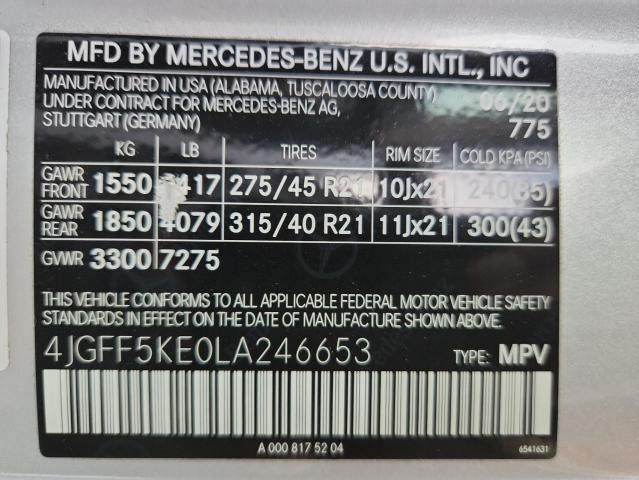 MFD BY MERCEDES-BENZ U.S. INTL., INC
MANUFACTURED IN USA (ALABAMA, TUSCALOOSA COUNTY) 06/20
UNDER CONTRACT FOR MERCEDES-BENZ AG,
STUTTGART (GERMANY) 775
KG LB TIRES RIM SIZE COLD KPA (PSI)
GAWR FRONT 1550 3417 275/45 R21 10Jx21 240(35)
GAWR REAR 1850 4079 315/40 R21 11Jx21 300(43)
GVWR 3300 7275
THIS VEHICLE CONFORMS TO ALL APPLICABLE FEDERAL MOTOR VEHICLE SAFETY
STANDARDS IN EFFECT ON THE DATE OF MANUFACTURE SHOWN ABOVE.
4JGFF5KE0LA246653 TYPE: MPV
A 000 817 52 04 6541631